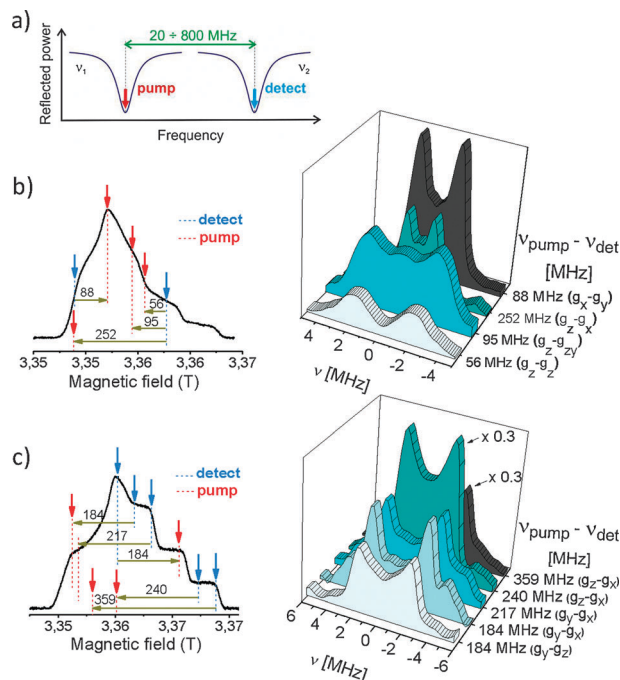 a)
20 ÷ 800 MHz
ν1
ν2
pump
detect
Reflected power
Frequency
b)
detect
pump
88
56
95
252
3,35
3,35
3,36
3,36
3,37
Magnetic field (T)
νpump - νdet
[MHz]
88 MHz (gx-gy)
252 MHz (gz-gx)
95 MHz (gz-gzy)
56 MHz (gz-gz)
4
2
0
-2
-4
ν [MHz]
c)
detect
pump
184
217
184
240
359
3,35
3,36
3,36
3,37
3,37
Magnetic field (T)
x 0.3
x 0.3
νpump - νdet
[MHz]
359 MHz (gz-gx)
240 MHz (gz-gx)
217 MHz (gy-gx)
184 MHz (gy-gx)
184 MHz (gy-gz)
6
4
2
0
-2
-4
-6
ν [MHz]